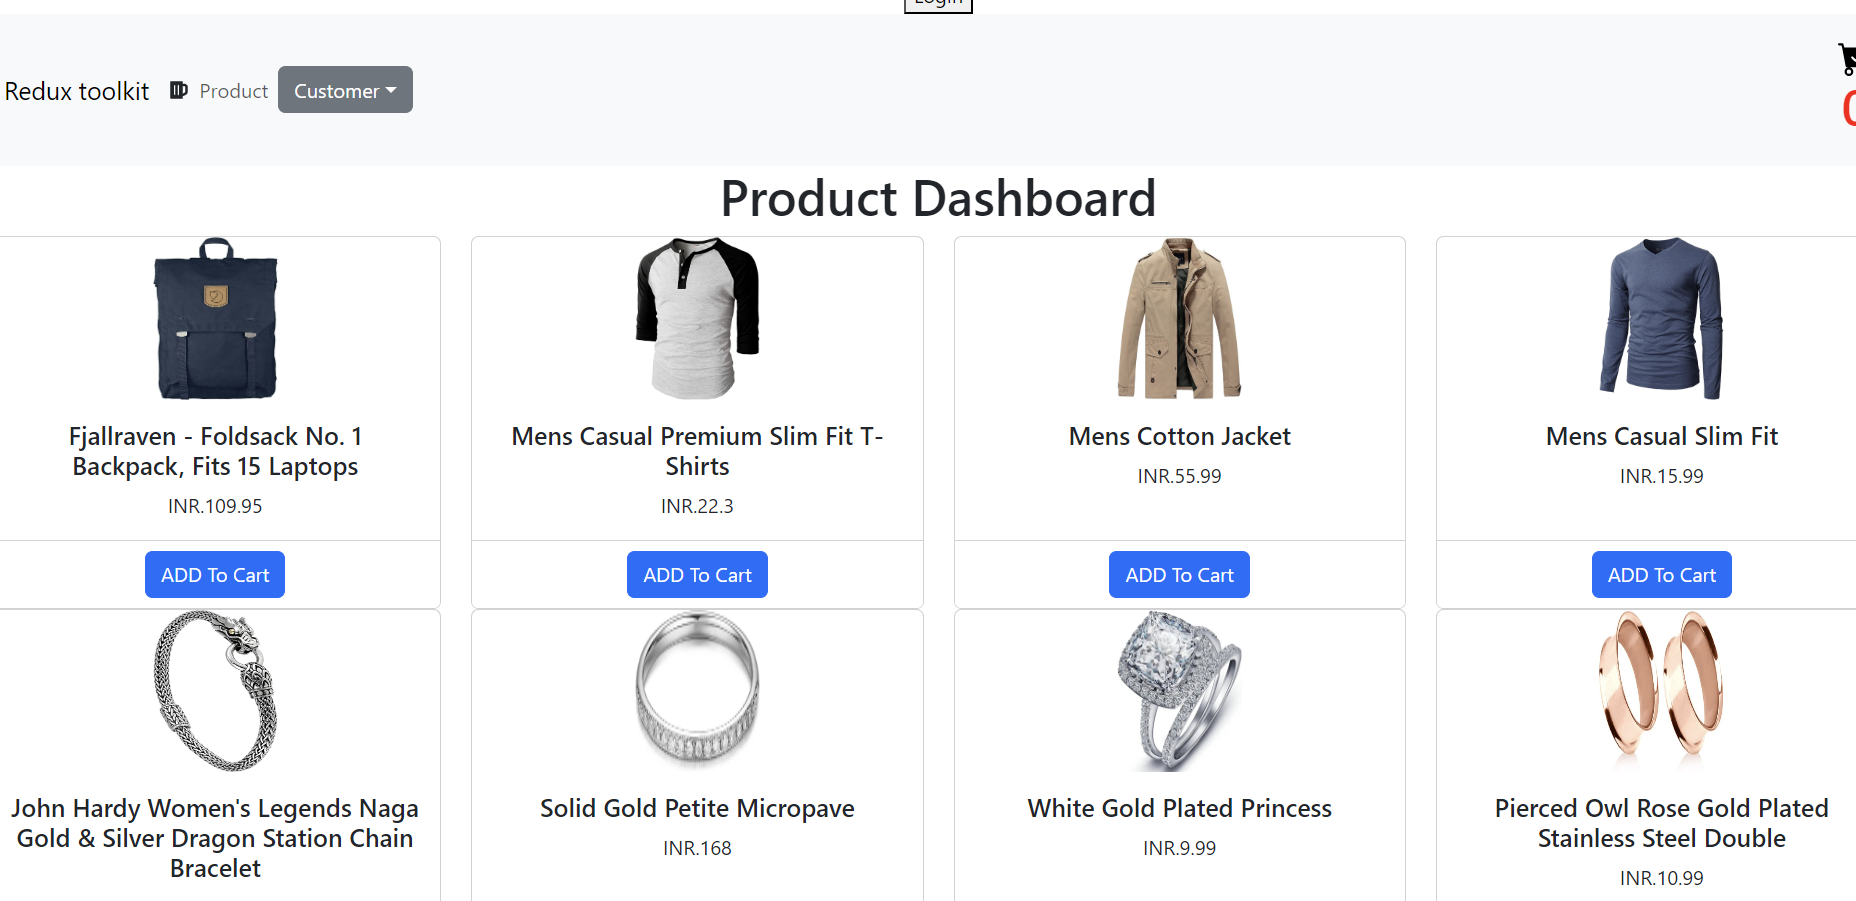 Login
Redux toolkit Product Customer
Product Dashboard
Fjallraven - Foldsack No. 1
Backpack, Fits 15 Laptops
INR.109.95
ADD To Cart
Mens Casual Premium Slim Fit T-
Shirts
INR.22.3
ADD To Cart
Mens Cotton Jacket
INR.55.99
ADD To Cart
Mens Casual Slim Fit
INR.15.99
ADD To Cart
John Hardy Women's Legends Naga
Gold & Silver Dragon Station Chain
Bracelet
Solid Gold Petite Micropave
INR.168
White Gold Plated Princess
INR.9.99
Pierced Owl Rose Gold Plated
Stainless Steel Double
INR.10.99